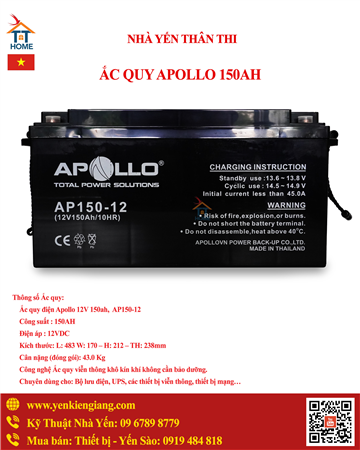 TT
HOME
NHÀ YẾN THÂN THI
ẮC QUY APOLLO 150AH
APOLLO®
TOTAL POWER SOLUTIONS
AP150-12
(12V150Ah/10HR)
CHARGING INSTRUCTION
Standby use :13.6 ~ 13.8 V
Cyclic use : 14.5 ~ 14.9 V
Initial current less than 45.0A
WARNING
• Risk of fire,explosion,or burns.
• Do not short the battery terminal.
• Do not disassemble,heat above 40°C.
APOLLOVN POWER BACK-UP CO.,LTD.
MADE IN THAILAND
Thông số Ắc quy:
Ắc quy điện Apollo 12V 150ah, AP150-12
Công suất : 150AH
Điện áp : 12VDC
Kích thước: L: 483 W: 170 – H: 212 – TH: 238mm
Cân nặng (đóng gói): 43.0 Kg
Công nghệ Ắc quy viễn thông khô kín khí không cần bảo dưỡng.
Chuyên dùng cho: Bộ lưu điện, UPS, các thiết bị viễn thông, thiết bị mạng…
www.yenkiengiang.com
Kỹ Thuật Nhà Yến: 09 6789 8779
Mua bán: Thiết bị - Yến Sào: 0919 484 818